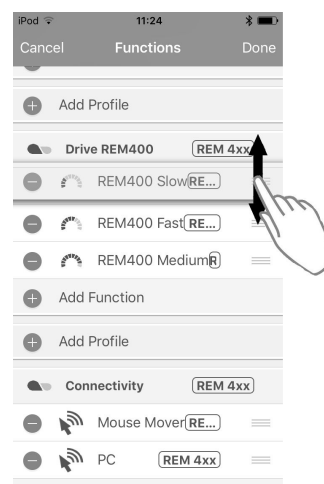 iPod 11:24
Cancel Functions Done
Add Profile
Drive REM400 REM 4xx
REM400 Slow RE...
REM400 Fast RE...
REM400 Medium R
Add Function
Add Profile
Connectivity REM 4xx
Mouse Mover RE...
PC REM 4xx